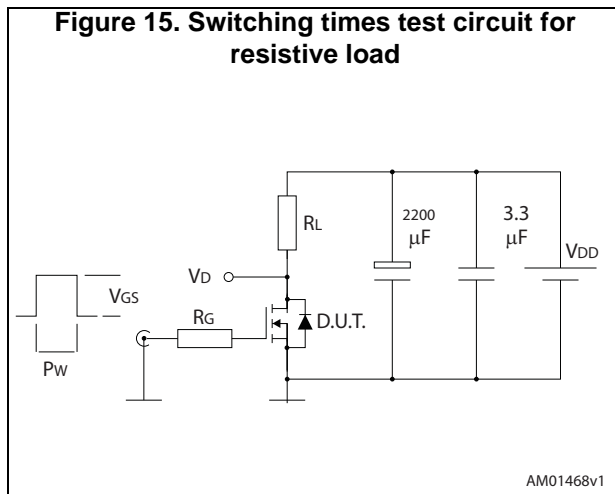 Figure 15. Switching times test circuit for
resistive load
RL
2200
μF
3.3
μF
VDD
VD
VGS
RG
D.U.T.
PW
AM01468v1